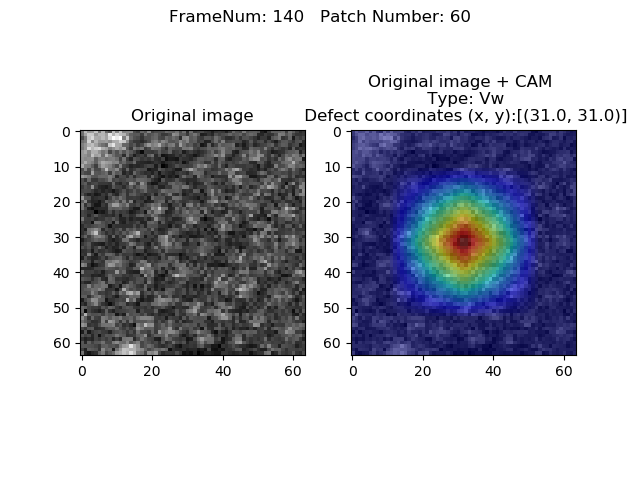 FrameNum: 140   Patch Number: 60
Original image
Original image + CAM
Type: Vw
Defect coordinates (x, y):[(31.0, 31.0)]
0
10
20
30
40
50
60
0 20 40 60
0
10
20
30
40
50
60
0 20 40 60